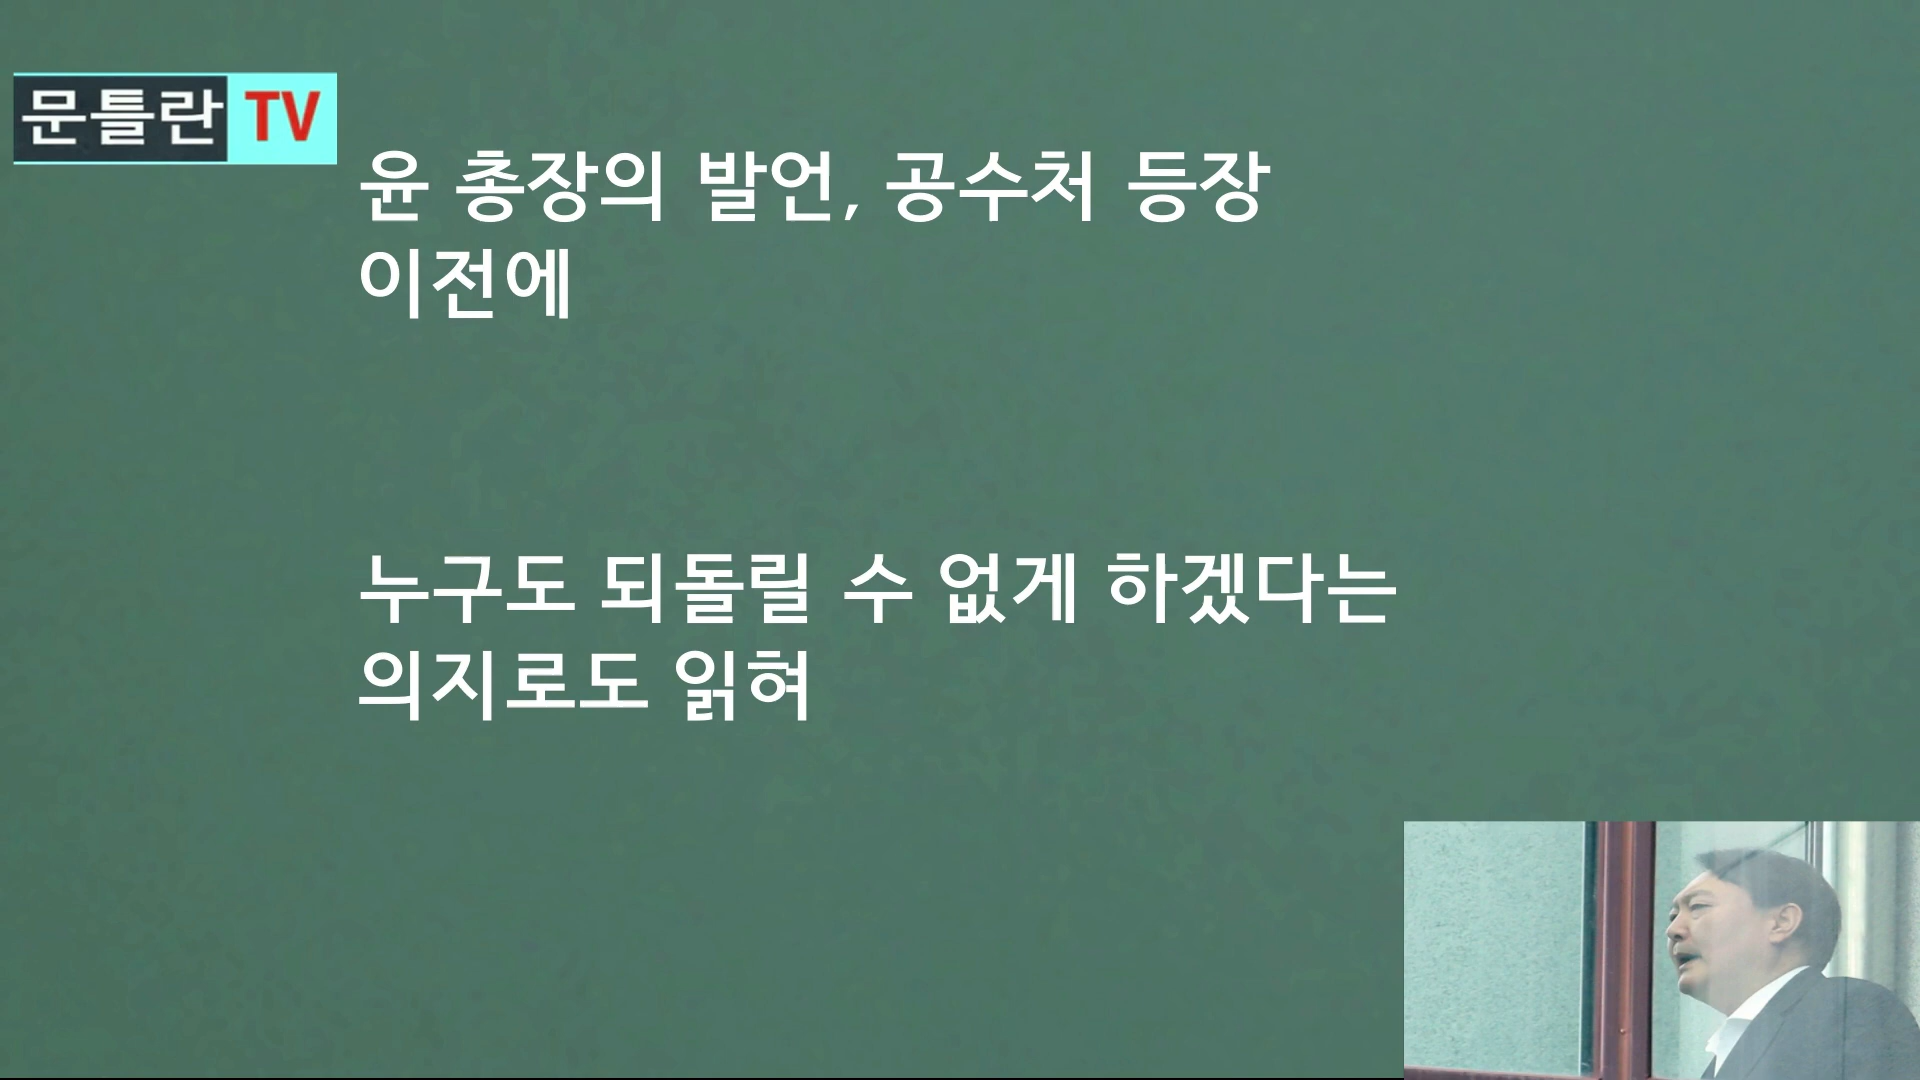 문틀란 TV
윤 총장의 발언, 공수처 등장
이전에
누구도 되돌릴 수 없게 하겠다는
의지로도 읽혀